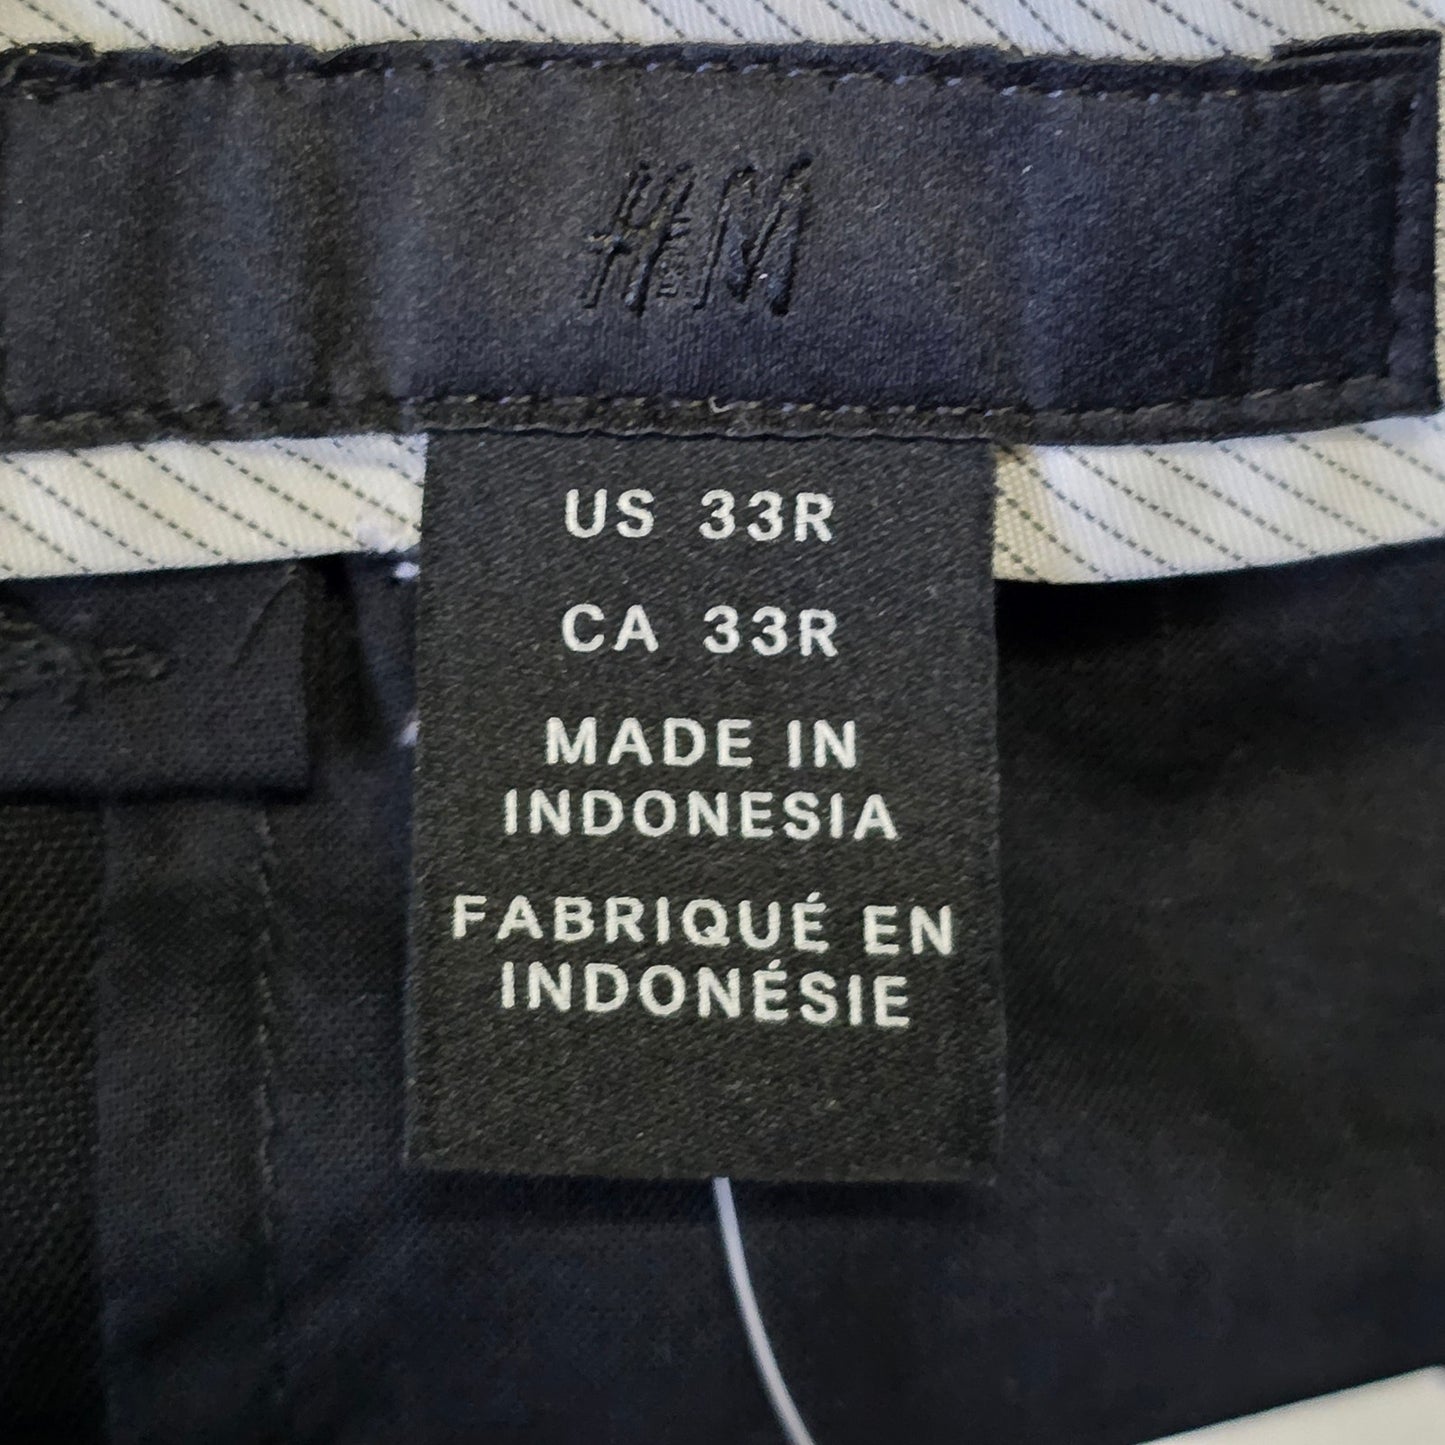 H&M
US 33R
CA 33R
MADE IN
INDONESIA
FABRIQUÉ EN
INDONÉSIE